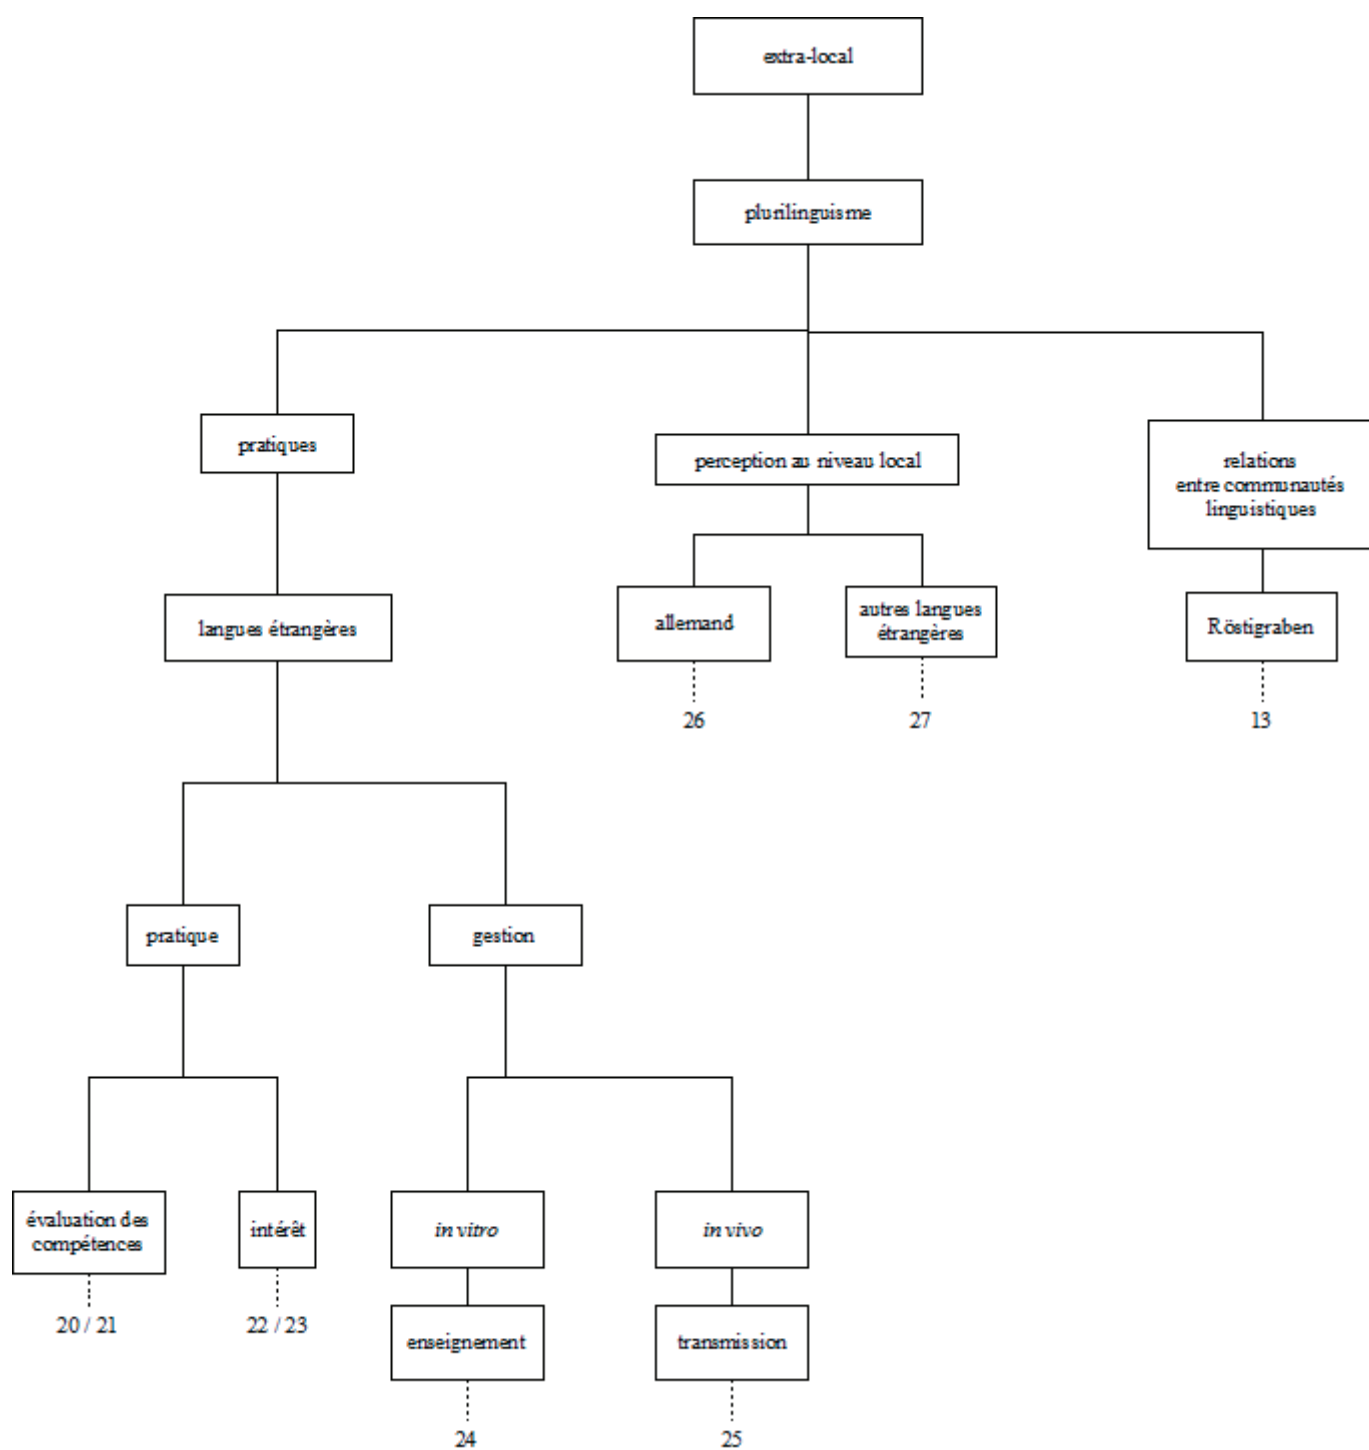 extra-local
plurilinguisme
pratiques
perception au niveau local
relations
entre communautés
linguistiques
langues étrangères
allemand
autres langues
étrangères
Röstigraben
26
27
13
pratique
gestion
évaluation des
compétences
intérêt
in vitro
in vivo
20 / 21
22 / 23
enseignement
transmission
24
25